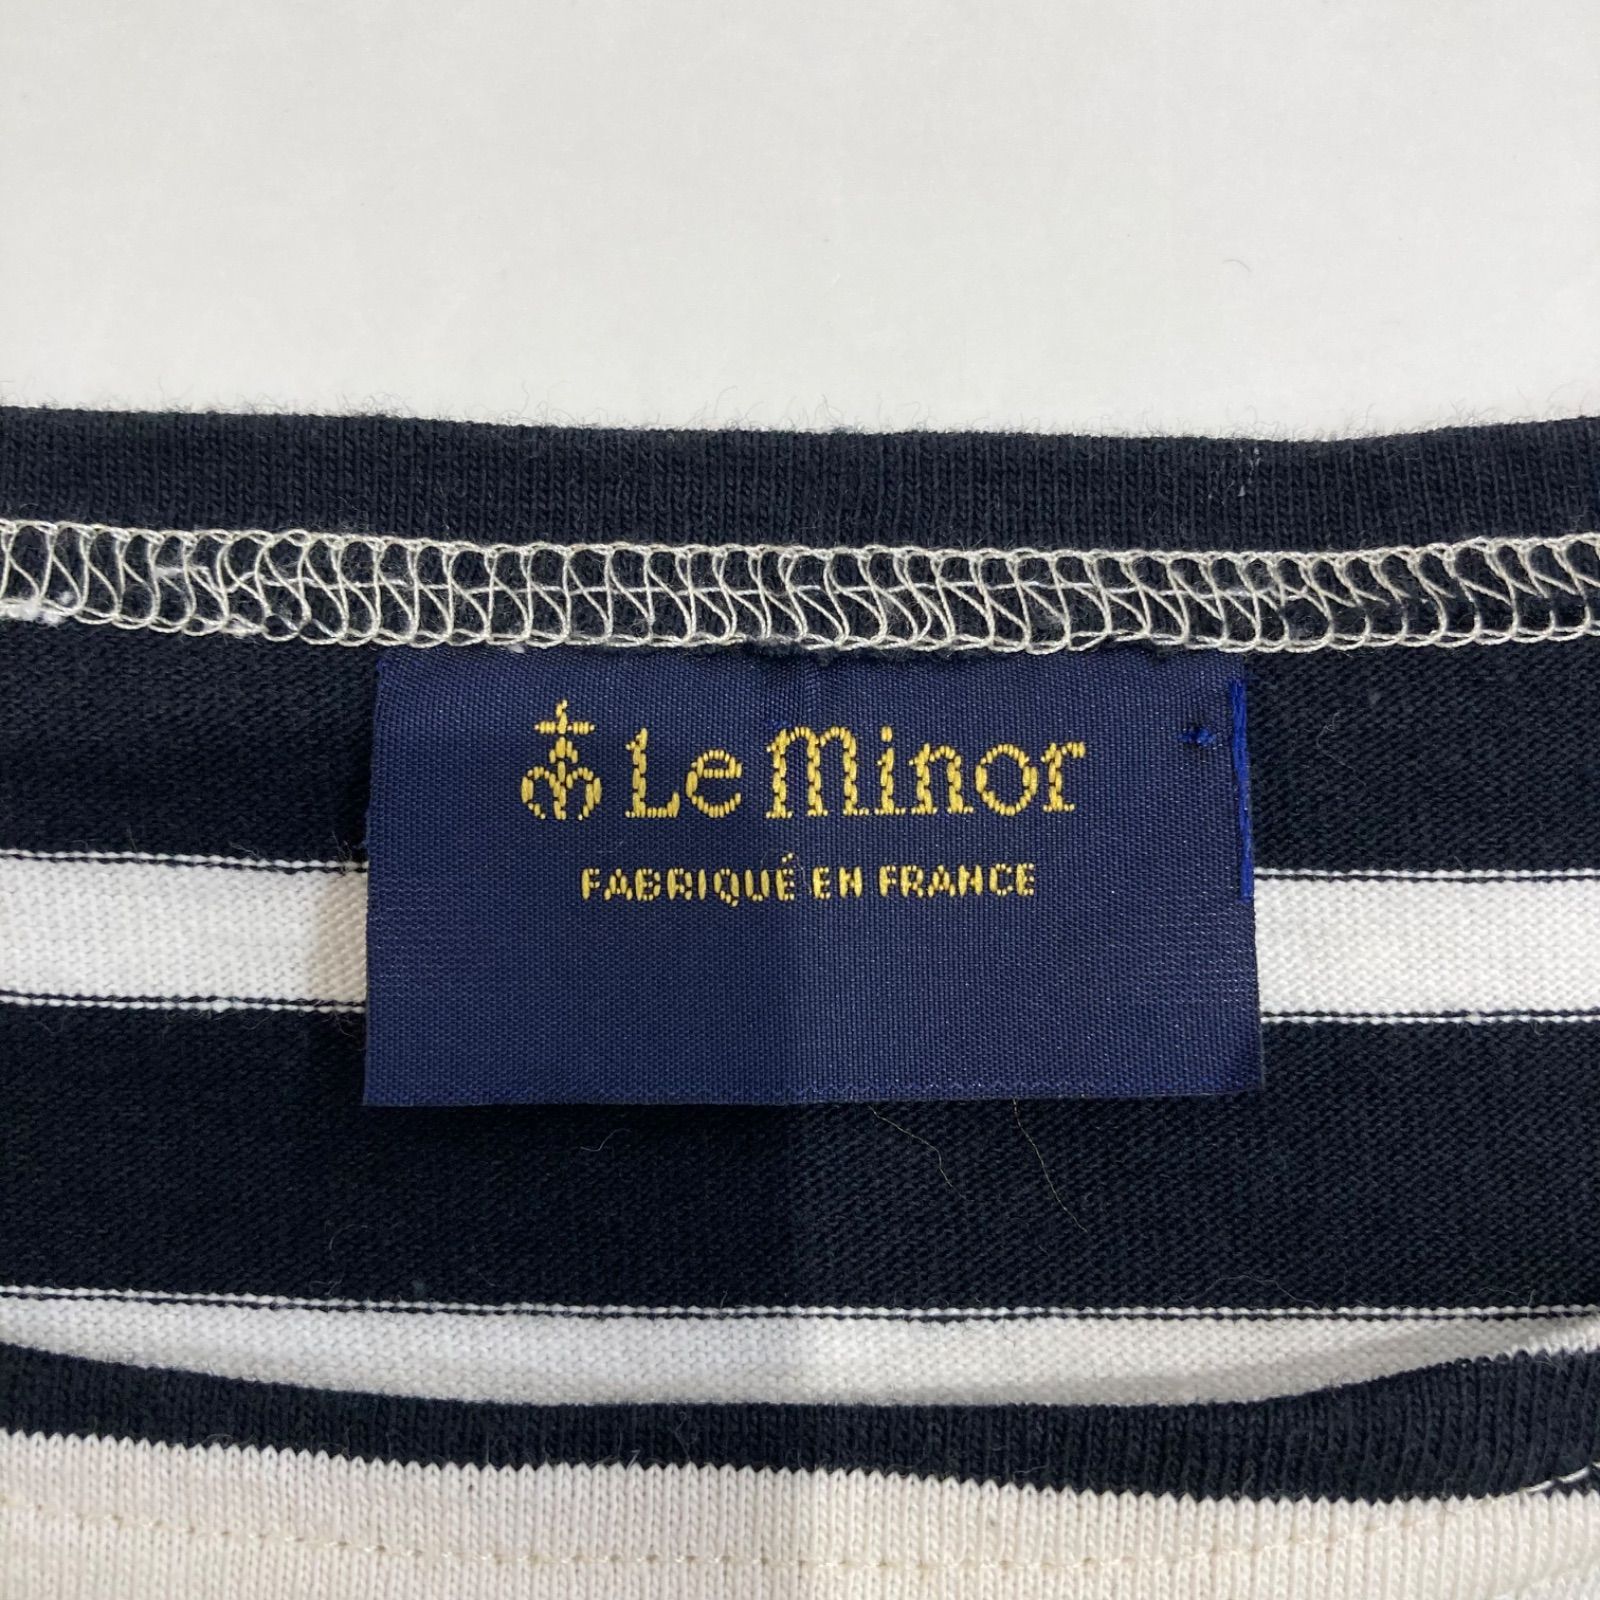 Le Minor
FABRIQUÉ EN FRANCE